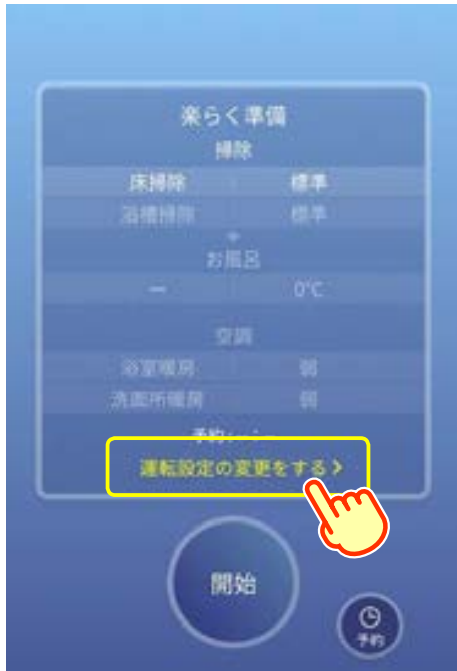 楽らく準備
掃除
床掃除 標準
浴槽掃除 標準
お風呂
ー 0℃
空調
浴室暖房 弱
洗面所暖房 弱
予約 --:--
運転設定の変更をする>
開始
予約